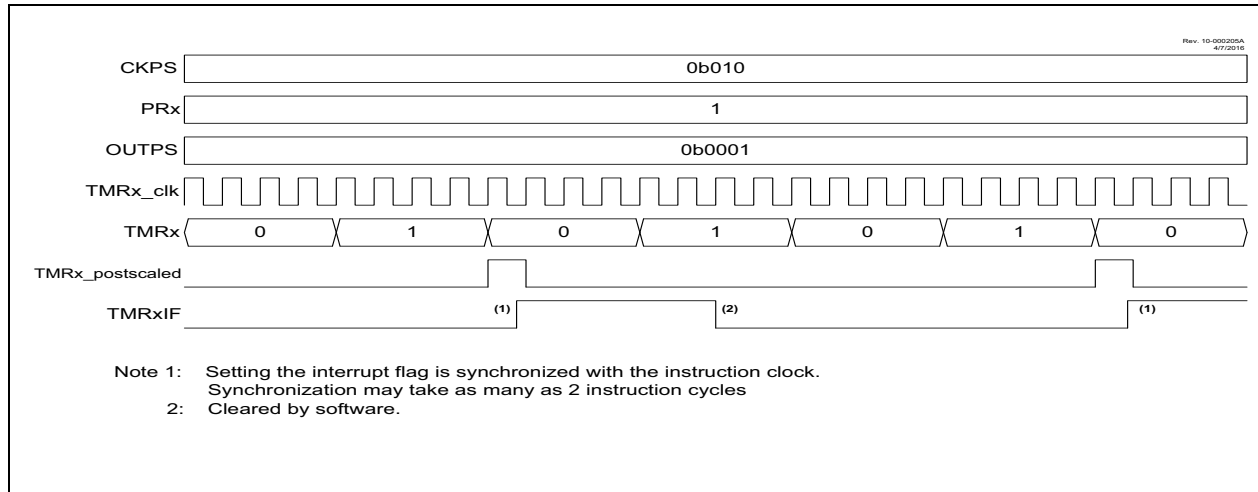 Rev. 10-000205A
4/7/2016
CKPS 0b010
PRx 1
OUTPS 0b0001
TMRx_clk
TMRx 0 1 0 1 0 1 0
TMRx_postscaled
TMRxIF (1) (2) (1)
Note 1: Setting the interrupt flag is synchronized with the instruction clock.
Synchronization may take as many as 2 instruction cycles
2: Cleared by software.